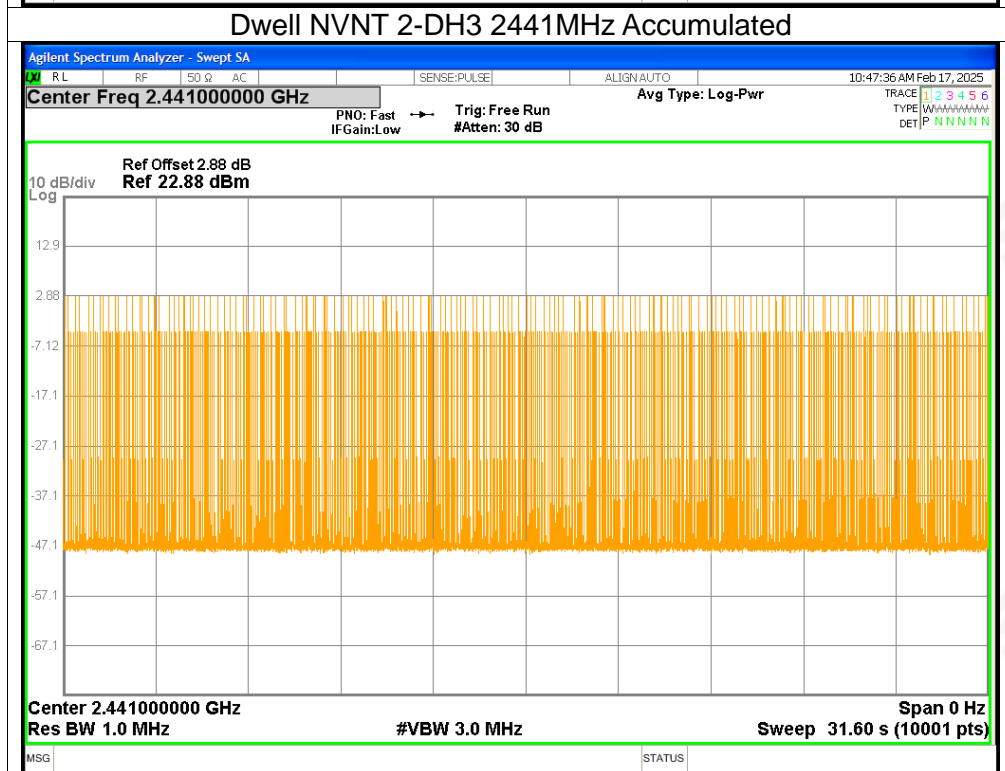 Dwell NVNT 2-DH3 2441MHz Accumulated
Agilent Spectrum Analyzer - Swept SA
LXI RL RF 50 Ω AC SENSE:PULSE ALIGNAUTO 10:47:36 AM Feb 17, 2025
Center Freq 2.441000000 GHz Avg Type: Log-Pwr TRACE 1 2 3 4 5 6
PNO: Fast Trig: Free Run TYPE WWWWWW
IFGain:Low #Atten: 30 dB DET P N N N N N
Ref Offset 2.88 dB
10 dB/div Ref 22.88 dBm
Log
12.9
2.88
-7.12
-17.1
-27.1
-37.1
-47.1
-57.1
-67.1
Center 2.441000000 GHz Span 0 Hz
Res BW 1.0 MHz #VBW 3.0 MHz Sweep 31.60 s (10001 pts)
MSG STATUS